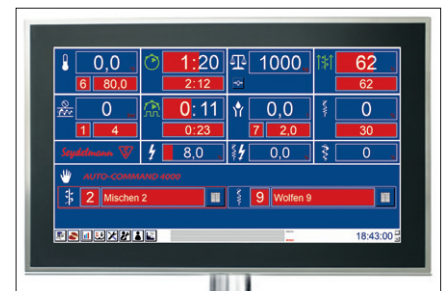 0,0 1:20 1000 62
6 80,0 2:12 62
0 0:11 0,0 0
1 4 0:23 7 2,0 30
Seydelmann 8,0 0,0 0
AUTO-COMMAND 4000
2 Mischen 2 9 Wolfen 9
18:43:00